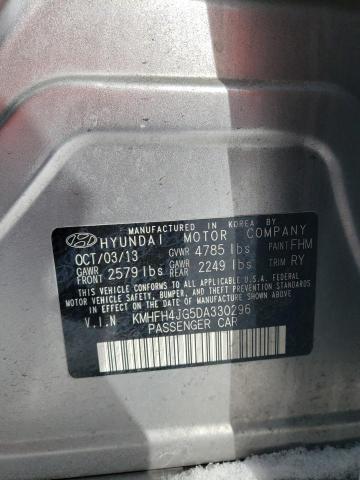 MANUFACTURED IN KOREA BY
HYUNDAI MOTOR COMPANY
OCT/03/13 GVWR 4785 lbs PAINT FHM
GAWR FRONT 2579 lbs GAWR REAR 2249 lbs TRIM RY
THIS VEHICLE CONFORMS TO ALL APPLICABLE U.S.A. FEDERAL
MOTOR VEHICLE SAFETY, BUMPER, AND THEFT PREVENTION STANDARDS
IN EFFECT ON THE DATE OF MANUFACTURE SHOWN ABOVE.
V.I.N. KMHFH4JG5DA330296
PASSENGER CAR